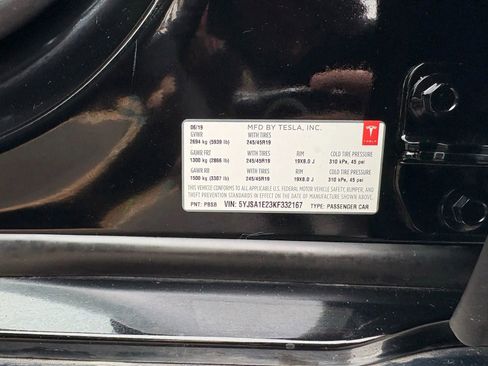 06/19 MFD BY TESLA, INC.
GVWR WITH TIRES
2694 kg (5939 lb) 245/45R19
GAWR FRT WITH TIRES RIM COLD TIRE PRESSURE
1300 kg (2866 lb) 245/45R19 19X8.0 J 310 kPa, 45 psi
GAWR RR WITH TIRES RIM COLD TIRE PRESSURE
1500 kg (3307 lb) 245/45R19 19X8.0 J 310 kPa, 45 psi
THIS VEHICLE CONFORMS TO ALL APPLICABLE U.S. FEDERAL MOTOR VEHICLE SAFETY, BUMPER, AND
THEFT PREVENTION STANDARDS IN EFFECT ON THE DATE OF MANUFACTURE SHOWN ABOVE.
PNT: PBSB VIN: 5YJSA1E23KF332167 TYPE: PASSENGER CAR
TESLA